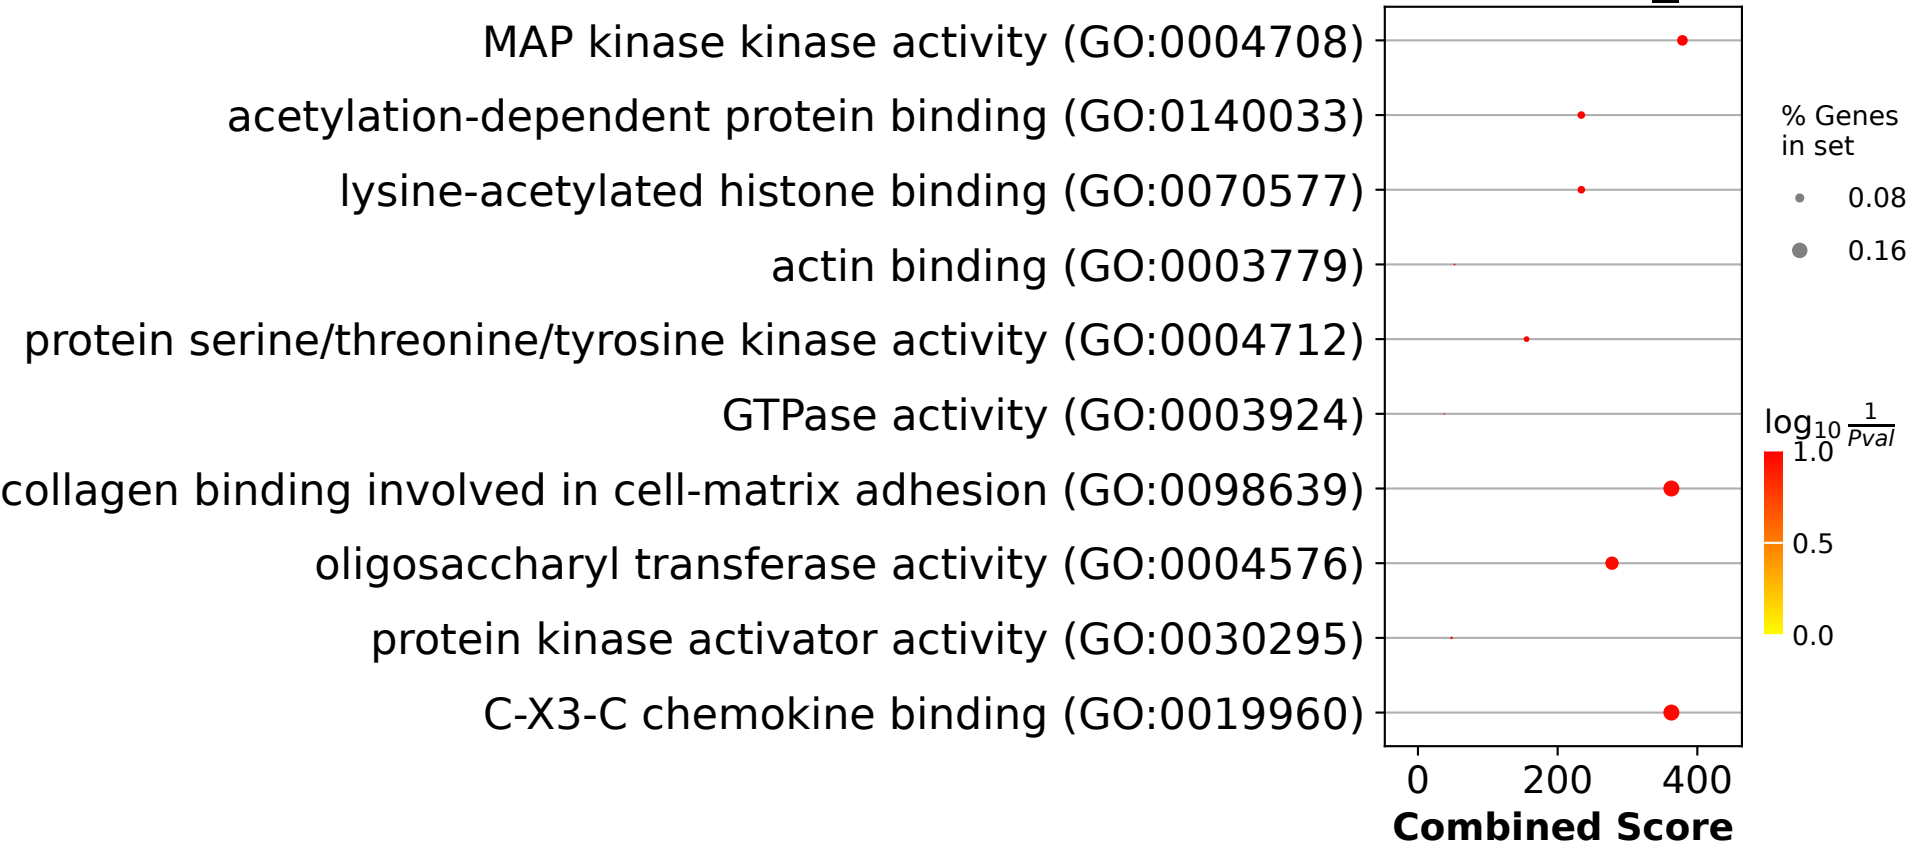 MAP kinase kinase activity (GO:0004708)
acetylation-dependent protein binding (GO:0140033)
lysine-acetylated histone binding (GO:0070577)
actin binding (GO:0003779)
protein serine/threonine/tyrosine kinase activity (GO:0004712)
GTPase activity (GO:0003924)
collagen binding involved in cell-matrix adhesion (GO:0098639)
oligosaccharyl transferase activity (GO:0004576)
protein kinase activator activity (GO:0030295)
C-X3-C chemokine binding (GO:0019960)
0 200 400
Combined Score
% Genes
in set
0.08
0.16
log10 1/Pval
1.0
0.5
0.0